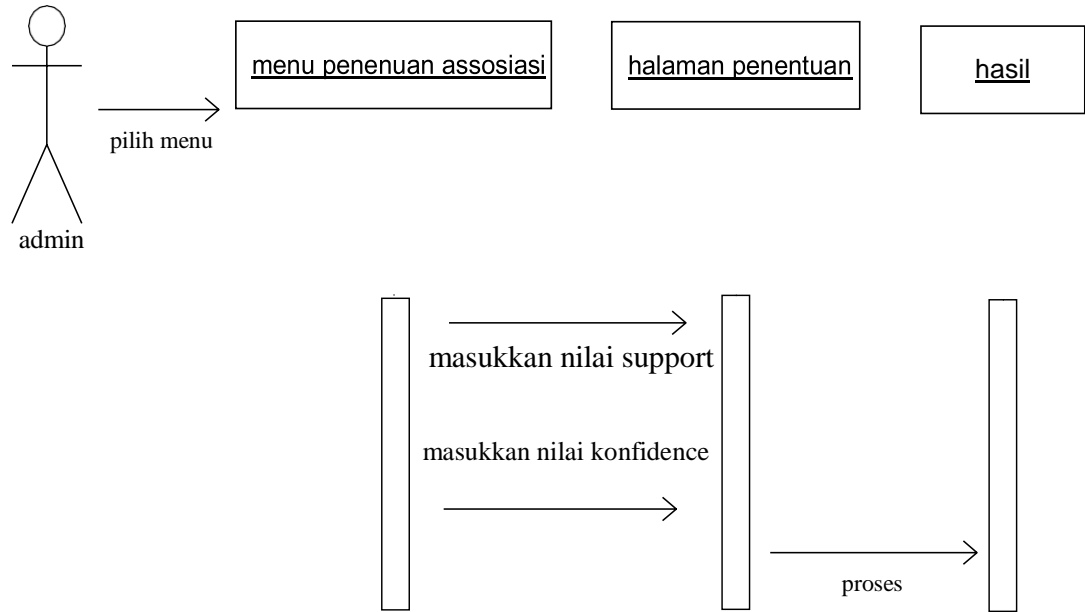 menu penenuan assosiasi
halaman penentuan
hasil
pilih menu
admin
masukkan nilai support
masukkan nilai konfidence
proses